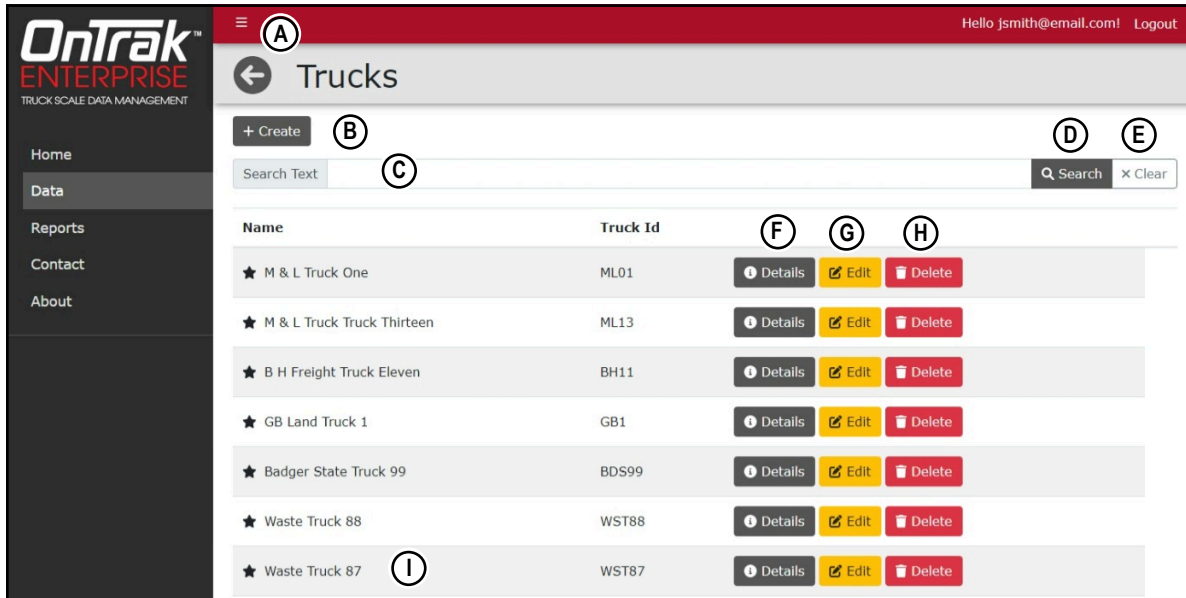 OnTrak™
ENTERPRISE
TRUCK SCALE DATA MANAGEMENT
Home
Data
Reports
Contact
About
A
Hello jsmith@email.com! Logout
Trucks
+ Create
B
Search Text
C
D
E
Search
× Clear
Name Truck Id
F G H
M & L Truck One ML01 Details Edit Delete
M & L Truck Truck Thirteen ML13 Details Edit Delete
B H Freight Truck Eleven BH11 Details Edit Delete
GB Land Truck 1 GB1 Details Edit Delete
Badger State Truck 99 BDS99 Details Edit Delete
Waste Truck 88 WST88 Details Edit Delete
Waste Truck 87 I WST87 Details Edit Delete